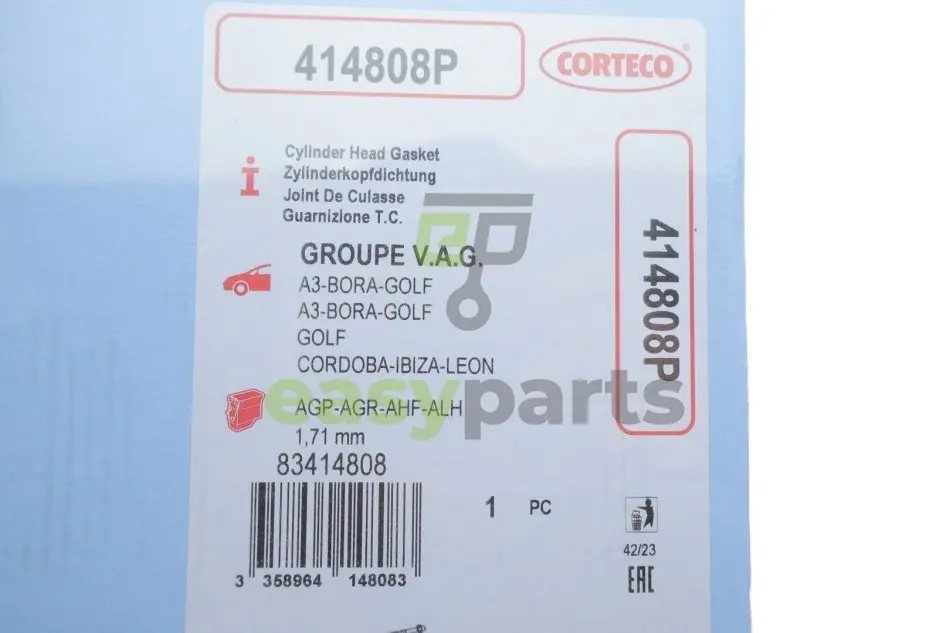 414808P
CORTECO®
Cylinder Head Gasket
Zylinderkopfdichtung
Joint De Culasse
Guarnizione T.C.
GROUPE V.A.G.
A3-BORA-GOLF
A3-BORA-GOLF
GOLF
CORDOBA-IBIZA-LEON
AGP-AGR-AHF-ALH
1,71 mm
83414808
3 358964 148083
1 PC
42/23
EAC
414808P
easyparts